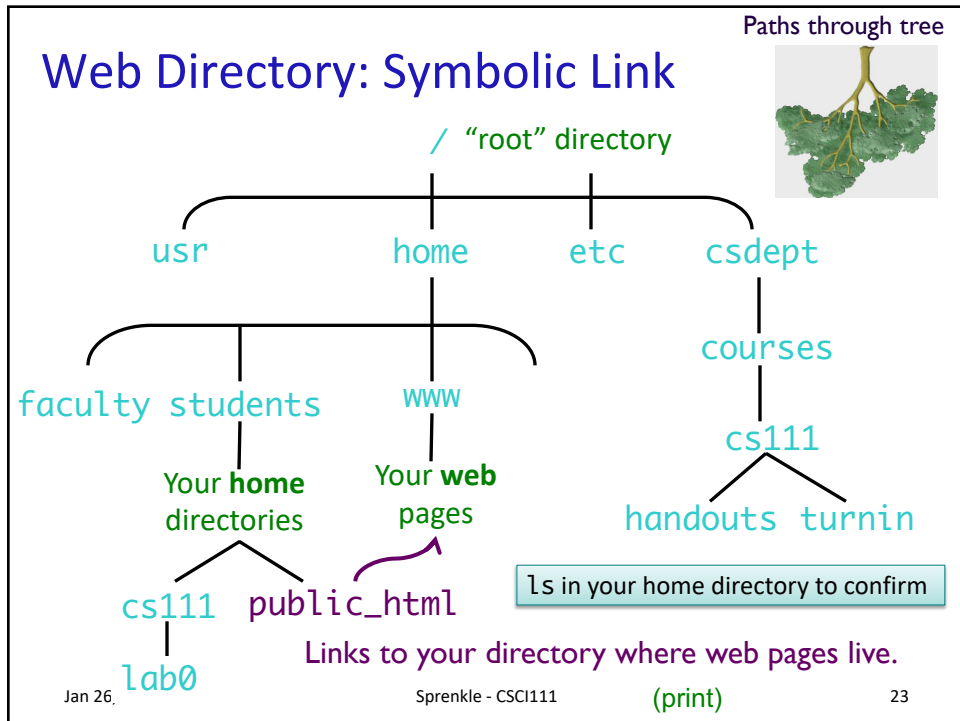 Paths through tree
Web Directory: Symbolic Link
/ “root” directory
usr home etc csdept
courses
faculty students www
cs111
Your home
directories
Your web
pages
handouts turnin
ls in your home directory to confirm
cs111 public_html
Links to your directory where web pages live.
lab0
Jan 26, Sprenkle - CSCI111 (print) 23